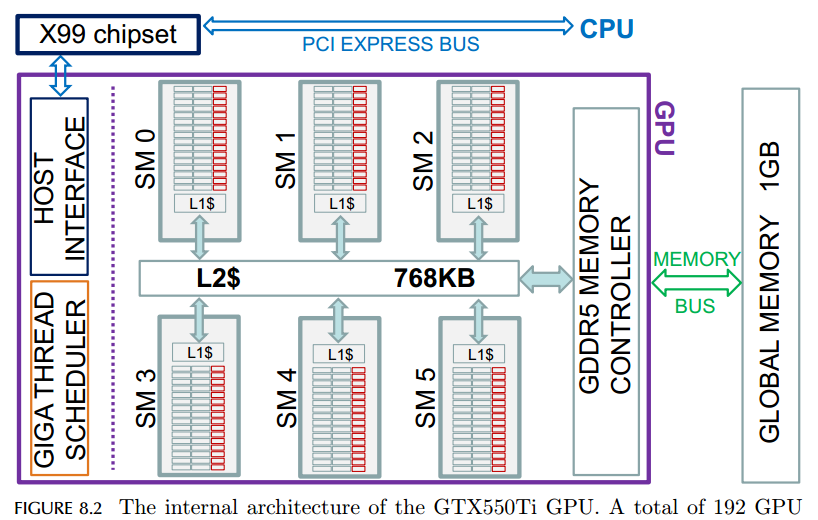 X99 chipset
PCI EXPRESS BUS
CPU
GPU
HOST
INTERFACE
GIGA THREAD
SCHEDULER
SM 0
L1$
SM 1
L1$
SM 2
L1$
L2$ 768KB
SM 3
L1$
SM 4
L1$
SM 5
L1$
GDDR5 MEMORY
CONTROLLER
MEMORY
BUS
GLOBAL MEMORY 1GB
FIGURE 8.2 The internal architecture of the GTX550Ti GPU. A total of 192 GPU